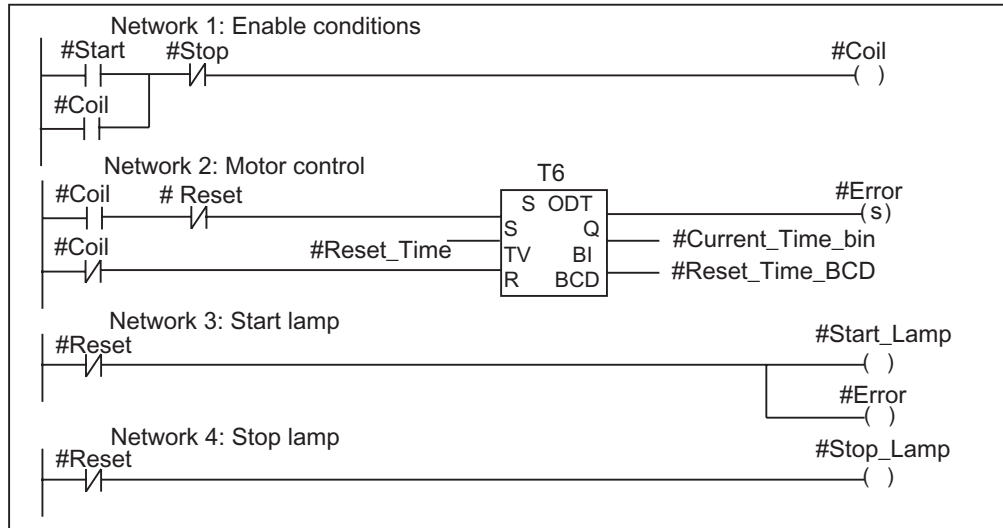 Network 1: Enable conditions
#Start #Stop #Coil
( )
#Coil
Network 2: Motor control
T6
#Coil # Reset #Error
S ODT (S)
S Q #Current_Time_bin
#Coil #Reset_Time TV BI
R BCD #Reset_Time_BCD
Network 3: Start lamp
#Reset #Start_Lamp
( )
#Error
( )
Network 4: Stop lamp
#Reset #Stop_Lamp
( )